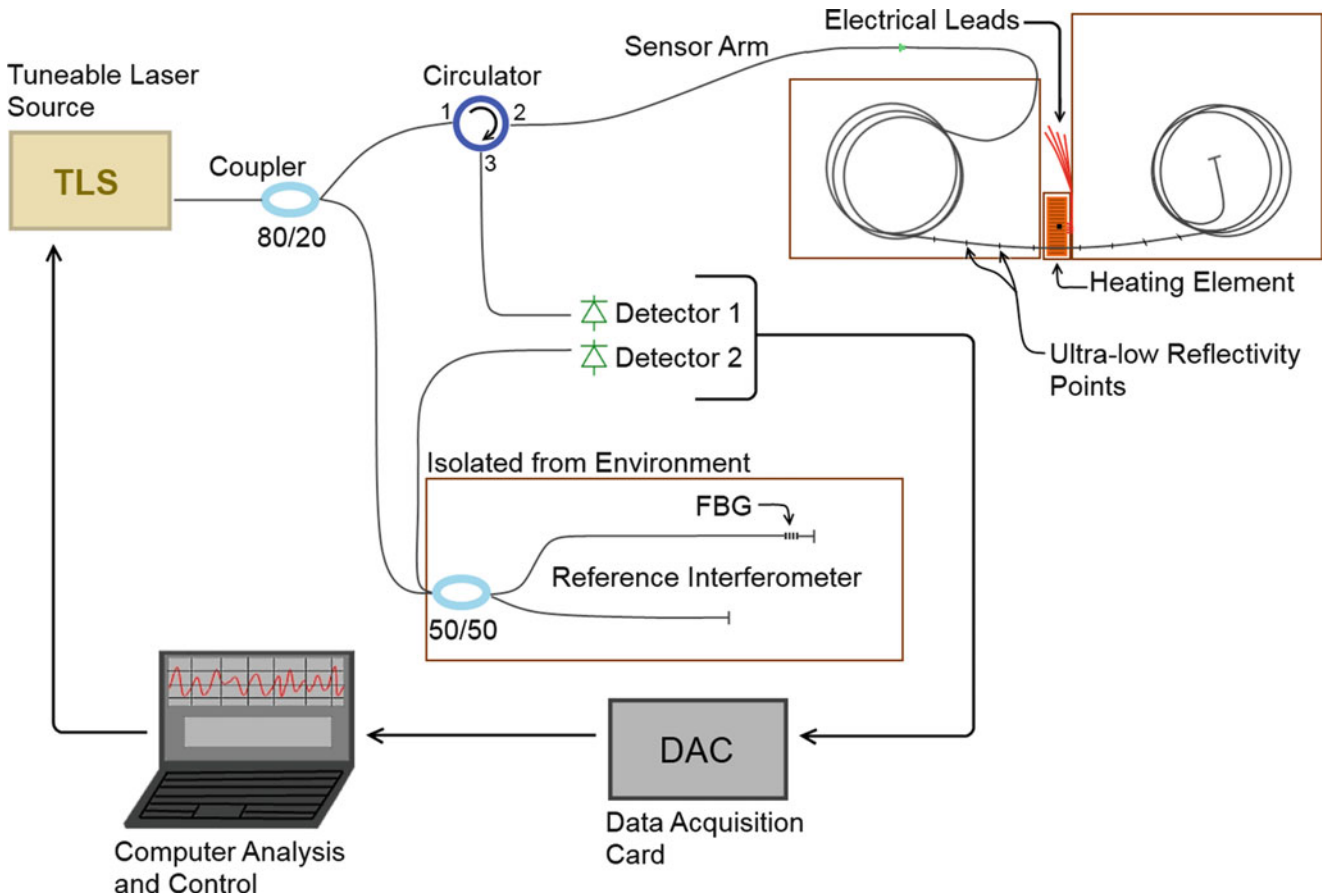 Electrical Leads
Sensor Arm
Tuneable Laser
Source
Circulator
1
2
3
TLS
Coupler
80/20
Heating Element
Detector 1
Detector 2
Ultra-low Reflectivity
Points
Isolated from Environment
FBG
Reference Interferometer
50/50
DAC
Data Acquisition
Card
Computer Analysis
and Control